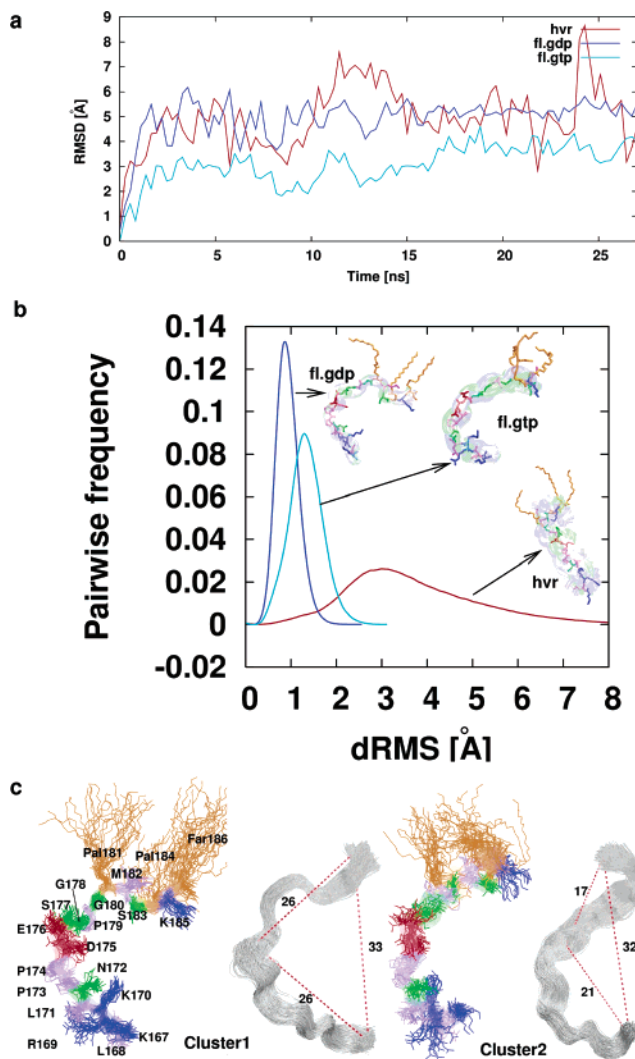 a
hvr
fl.gdp
fl.gtp
RMSD [Å]
9
8
7
6
5
4
3
2
1
0
0 5 10 15 20 25
Time [ns]
b
Pairwise frequency
0.14
0.12
0.1
0.08
0.06
0.04
0.02
0
-0.02
fl.gdp
fl.gtp
hvr
0 1 2 3 4 5 6 7 8
dRMS [Å]
c
Pal181
Pal184
Far186
M182
G178
S177
G180
S183
E176
P179
K185
D175
P174
N172
P173
K170
L171
K167
R169
L168
Cluster1
26
33
26
Cluster2
17
32
21